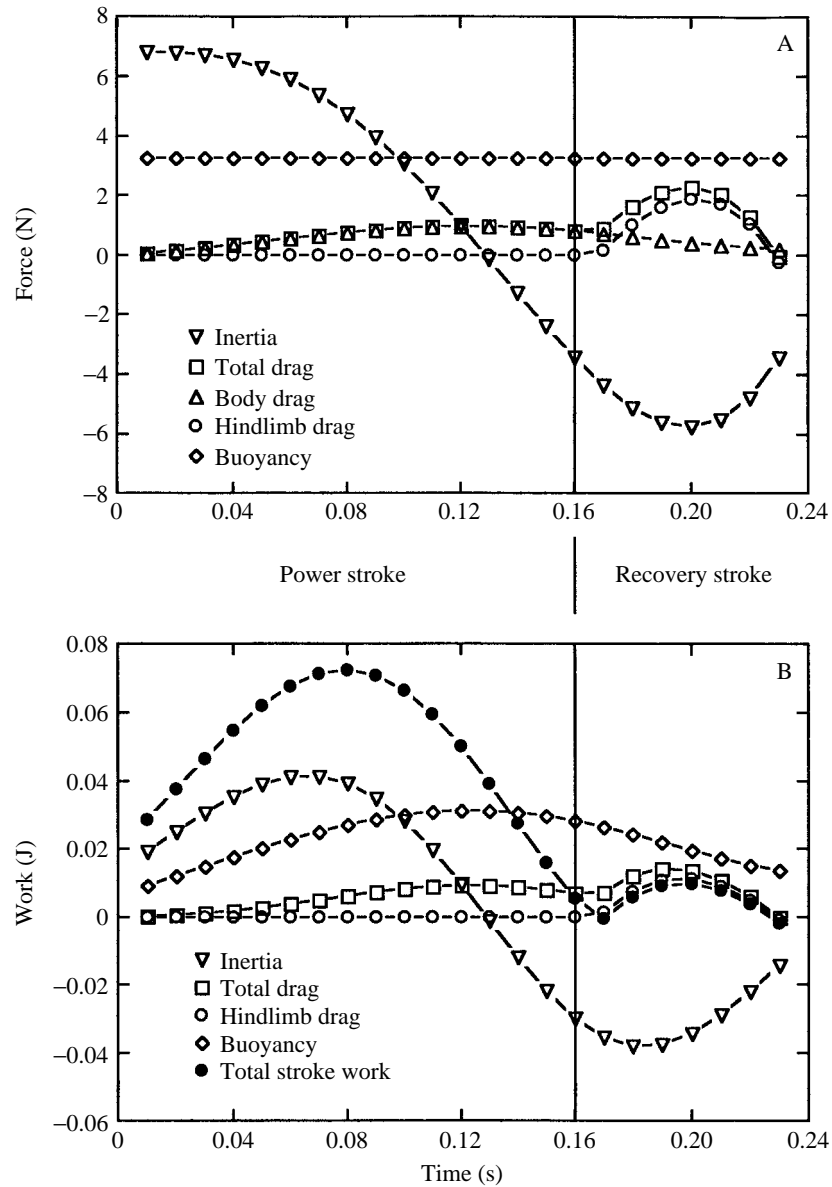 A
8
6
4
2
0
−2
−4
−6
−8
Force (N)
Inertia
Total drag
Body drag
Hindlimb drag
Buoyancy
0 0.04 0.08 0.12 0.16 0.20 0.24
Power stroke Recovery stroke
B
0.08
0.06
0.04
0.02
0
−0.02
−0.04
−0.06
Work (J)
Inertia
Total drag
Hindlimb drag
Buoyancy
Total stroke work
0 0.04 0.08 0.12 0.16 0.20 0.24
Time (s)